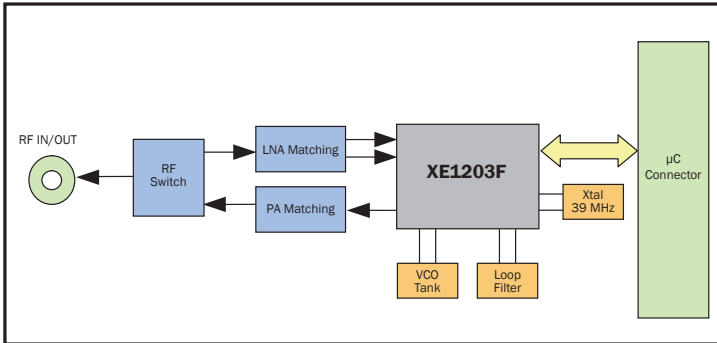 RF IN/OUT
RF
Switch
LNA Matching
PA Matching
XE1203F
VCO
Tank
Loop
Filter
Xtal
39 MHz
µC
Connector